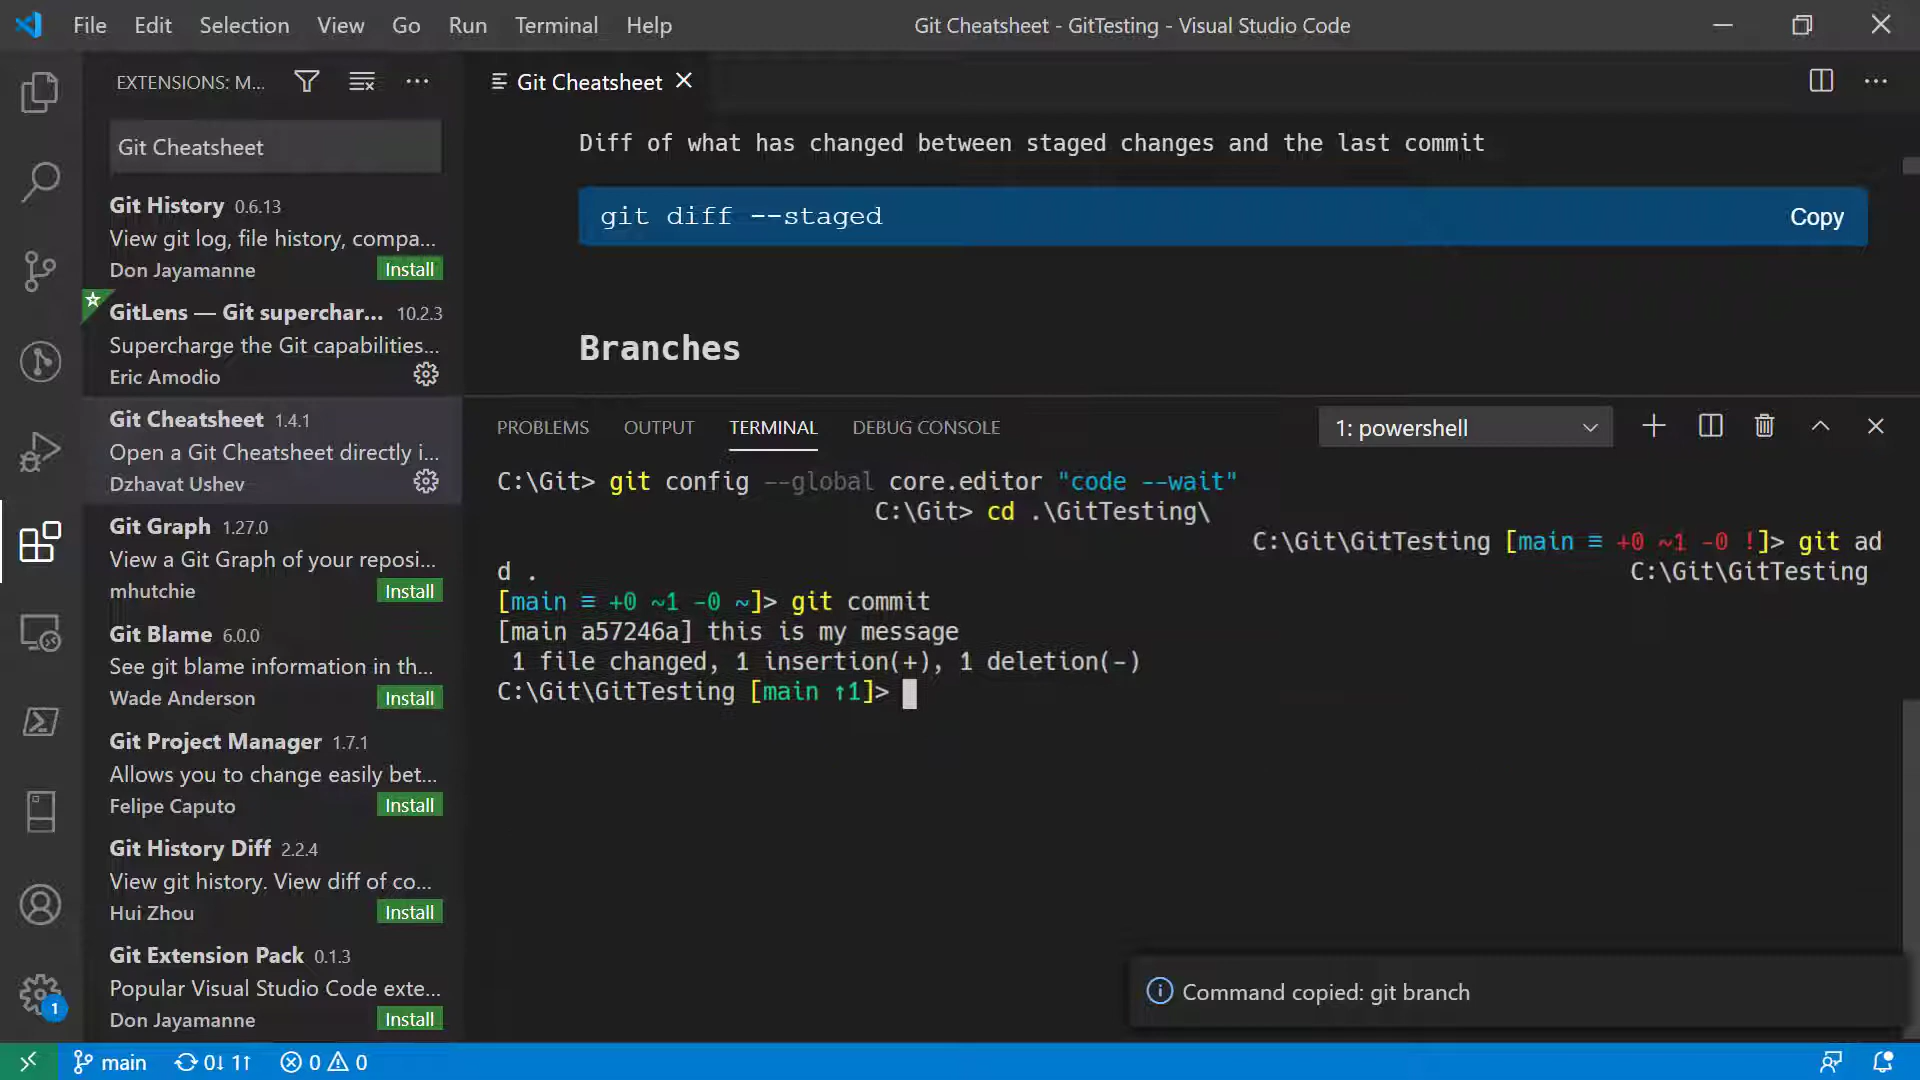 File Edit Selection View Go Run Terminal Help Git Cheatsheet - GitTesting - Visual Studio Code
EXTENSIONS: M...
Git Cheatsheet
Git History 0.6.13
View git log, file history, compa...
Don Jayamanne Install
GitLens — Git superchar... 10.2.3
Supercharge the Git capabilities...
Eric Amodio
Git Cheatsheet 1.4.1
Open a Git Cheatsheet directly i...
Dzhavat Ushev
Git Graph 1.27.0
View a Git Graph of your reposi...
mhutchie Install
Git Blame 6.0.0
See git blame information in th...
Wade Anderson Install
Git Project Manager 1.7.1
Allows you to change easily bet...
Felipe Caputo Install
Git History Diff 2.2.4
View git history. View diff of co...
Hui Zhou Install
Git Extension Pack 0.1.3
Popular Visual Studio Code exte...
Don Jayamanne Install
1
Git Cheatsheet
Diff of what has changed between staged changes and the last commit
git diff --staged Copy
Branches
PROBLEMS OUTPUT TERMINAL DEBUG CONSOLE 1: powershell
C:\Git> git config --global core.editor "code --wait"
C:\Git> cd .\GitTesting\
C:\Git\GitTesting [main ≡ +0 ~1 -0 !]> git ad
d .
C:\Git\GitTesting
[main ≡ +0 ~1 -0 ~]> git commit
[main a57246a] this is my message
1 file changed, 1 insertion(+), 1 deletion(-)
C:\Git\GitTesting [main ↑1]>
Command copied: git branch
main 0↓ 1↑ 0 0